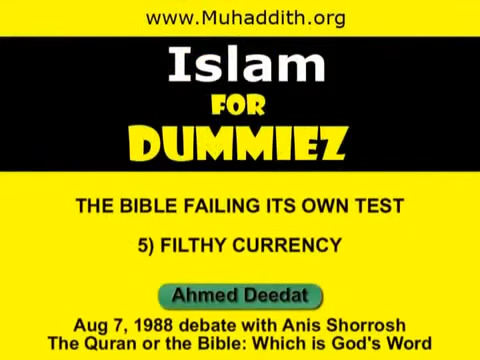 www.Muhaddith.org
Islam
FOR
DUMMIEZ
THE BIBLE FAILING ITS OWN TEST
5) FILTHY CURRENCY
Ahmed Deedat
Aug 7, 1988 debate with Anis Shorrosh
The Quran or the Bible: Which is God's Word